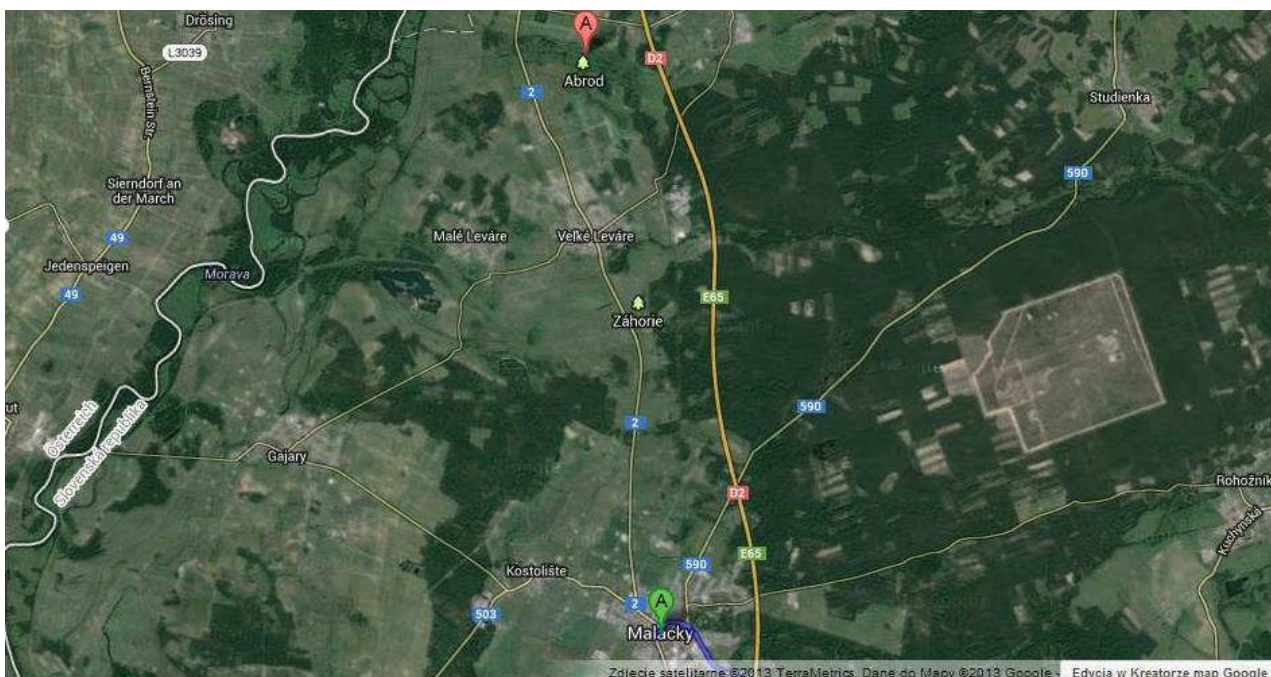 Drösing
A
L3039
D2
Abrod
2
Studienka
Bernstein Str.
590
Sierndorf an
der March
49
Malé Leváre
Veľké Leváre
Jedenspeigen
Morava
49
E65
Záhorie
590
ut
2
Österreich
Slovenská republika
Gajary
D2
Rohožník
Kuchynská
E65
Kostolište
590
503
2
A
Malacky
Zdjęcie satelitarne ©2013 TerraMetrics, Dane do Mapy ©2013 Google -
Edycja w Kreatorze map Google